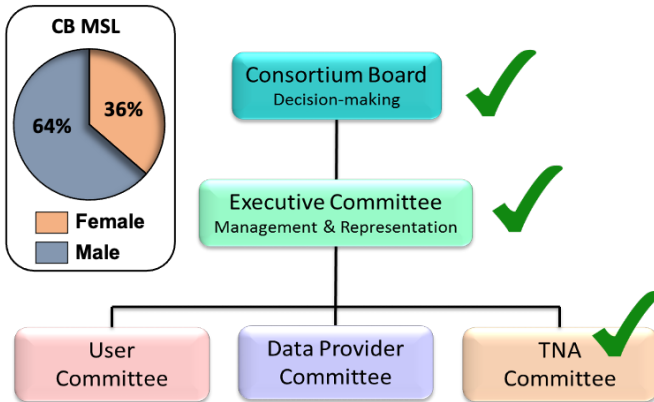 CB MSL
36%
64%
Female
Male
Consortium Board
Decision-making
Executive Committee
Management & Representation
User
Committee
Data Provider
Committee
TNA
Committee